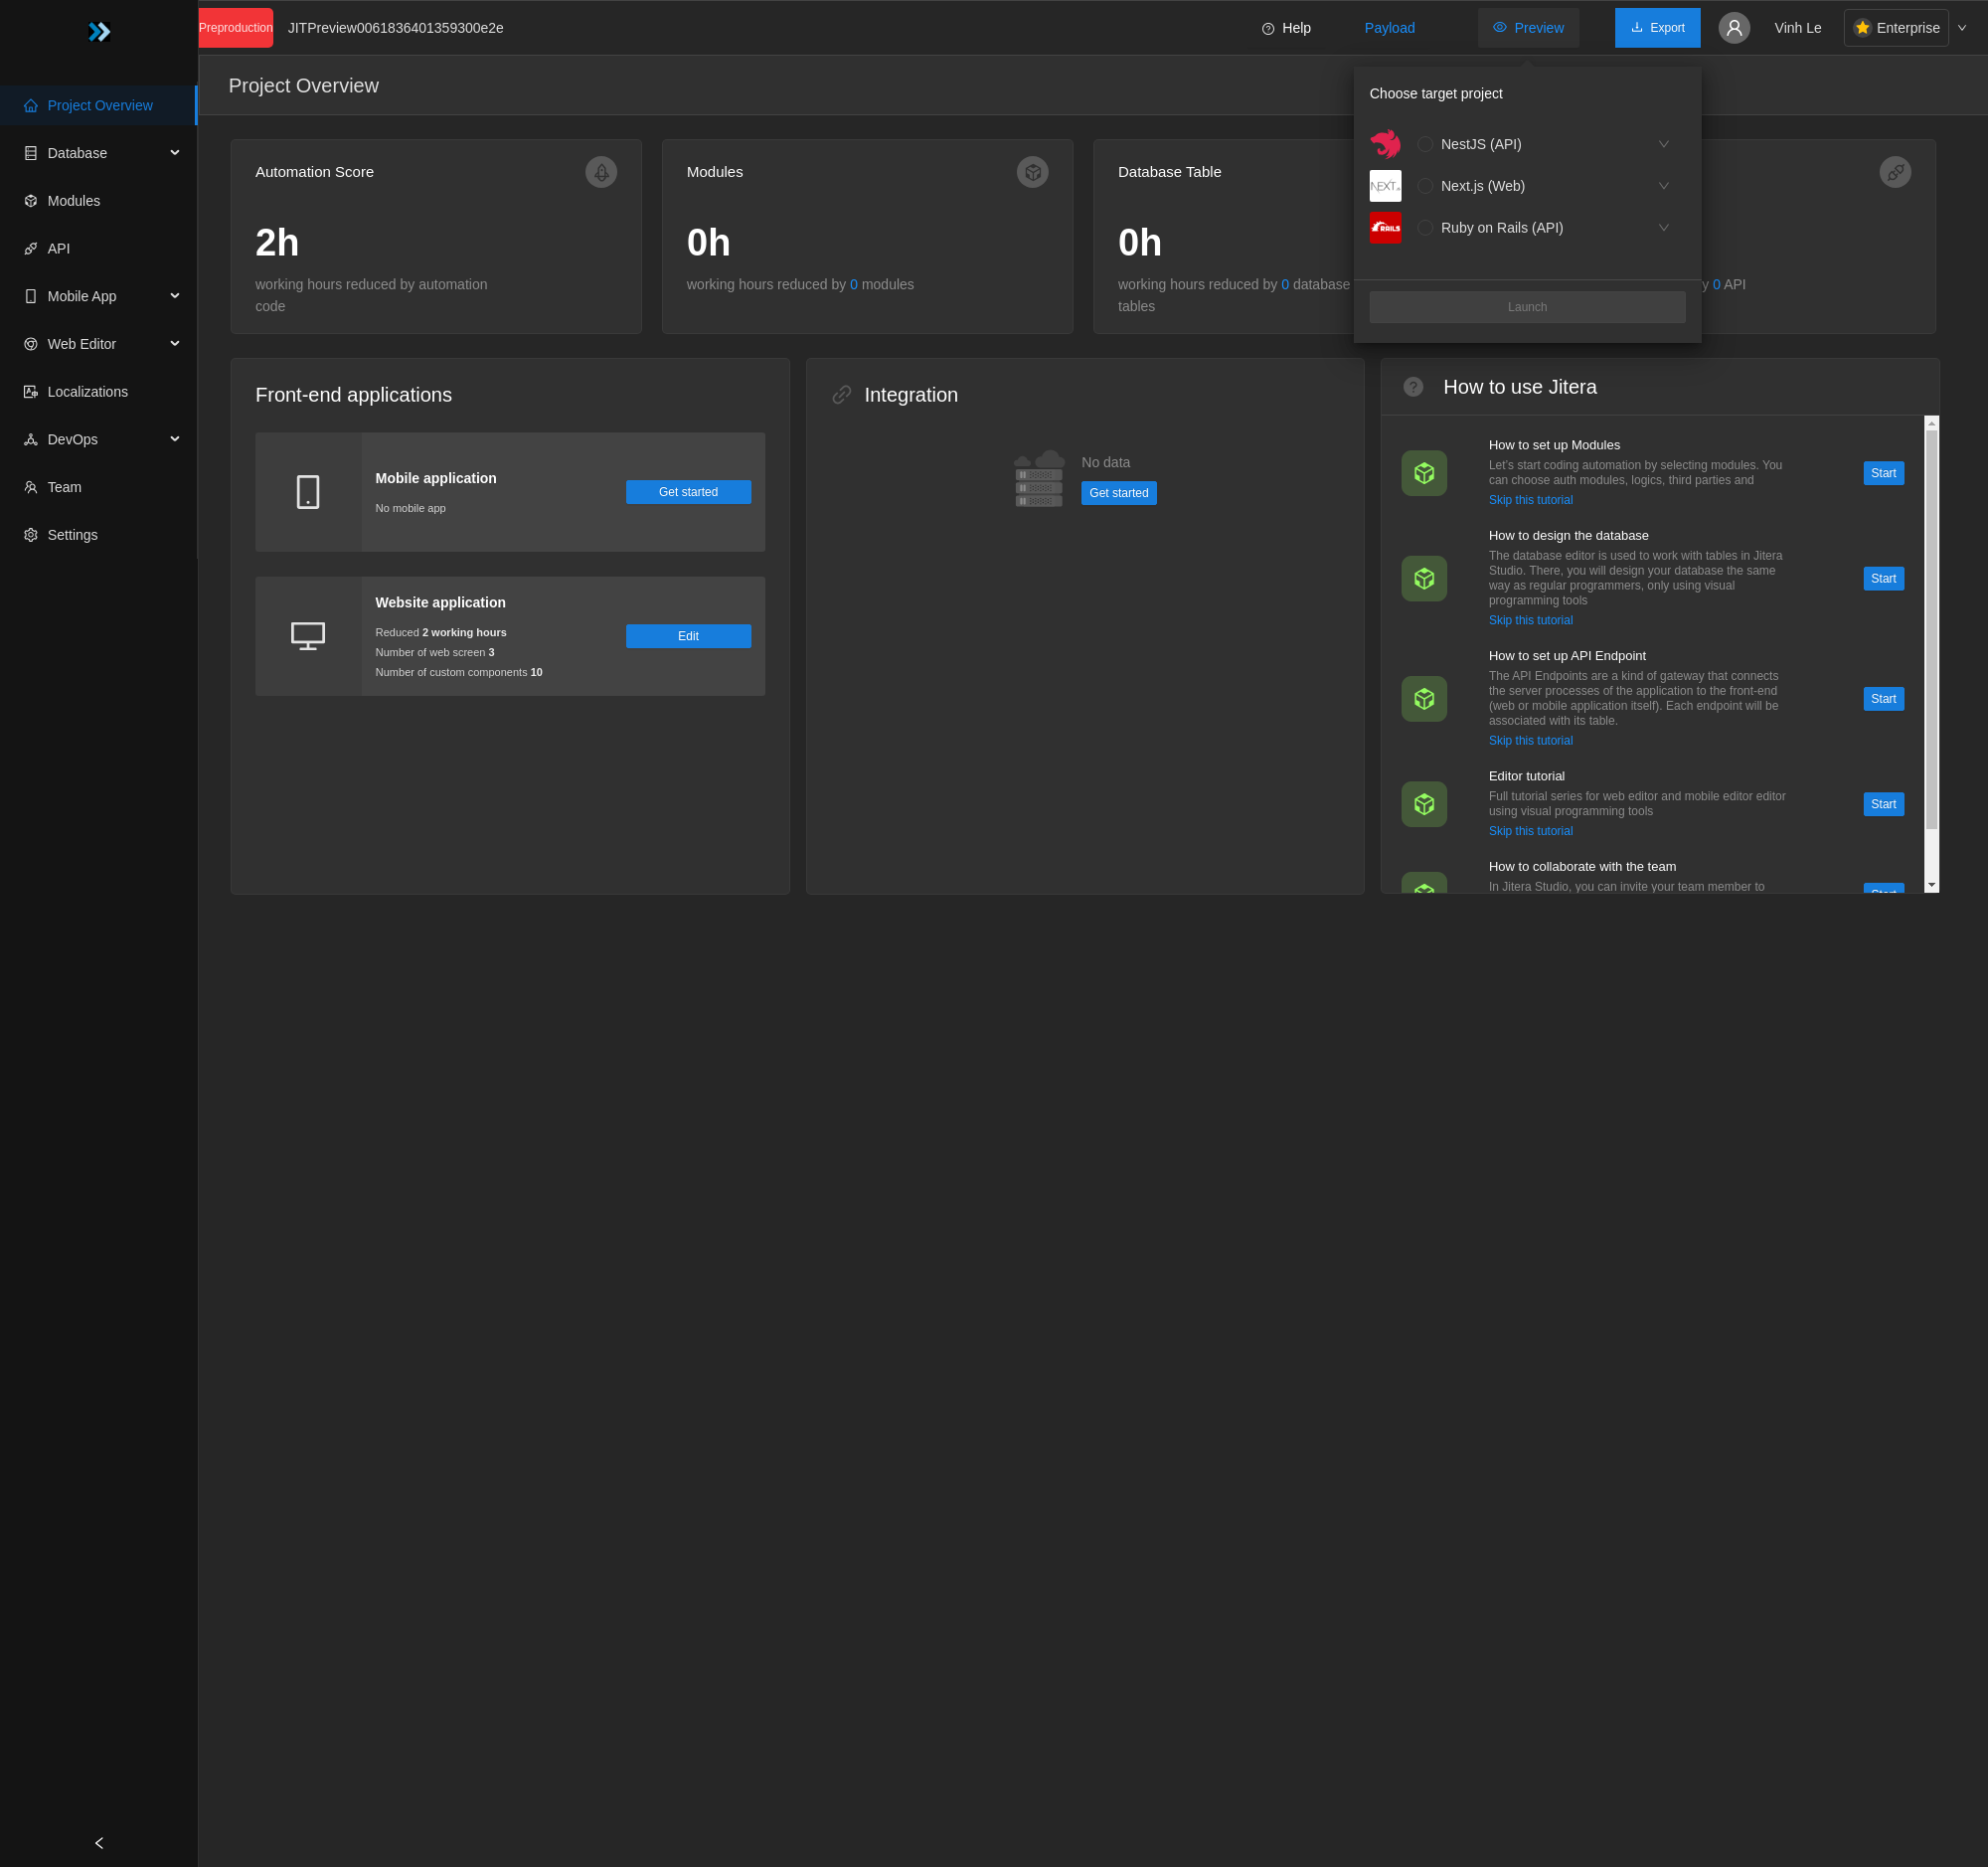 Preproduction
JITPreview0061836401359300e2e
Help
Payload
Preview
Export
Vinh Le
Enterprise
Project Overview
Database
Modules
API
Mobile App
Web Editor
Localizations
DevOps
Team
Settings
Project Overview
Choose target project
NestJS (API)
NEXT.
Next.js (Web)
RAILS
Ruby on Rails (API)
Launch
Automation Score
2h
working hours reduced by automation
code
Modules
0h
working hours reduced by 0 modules
Database Table
0h
working hours reduced by 0 database
tables
0 API
Front-end applications
Mobile application
No mobile app
Get started
Website application
Reduced 2 working hours
Number of web screen 3
Number of custom components 10
Edit
Integration
No data
Get started
How to use Jitera
How to set up Modules
Let's start coding automation by selecting modules. You
can choose auth modules, logics, third parties and
Skip this tutorial
Start
How to design the database
The database editor is used to work with tables in Jitera
Studio. There, you will design your database the same
way as regular programmers, only using visual
programming tools
Skip this tutorial
Start
How to set up API Endpoint
The API Endpoints are a kind of gateway that connects
the server processes of the application to the front-end
(web or mobile application itself). Each endpoint will be
associated with its table.
Skip this tutorial
Start
Editor tutorial
Full tutorial series for web editor and mobile editor editor
using visual programming tools
Skip this tutorial
Start
How to collaborate with the team
In Jitera Studio, you can invite your team member to
Start